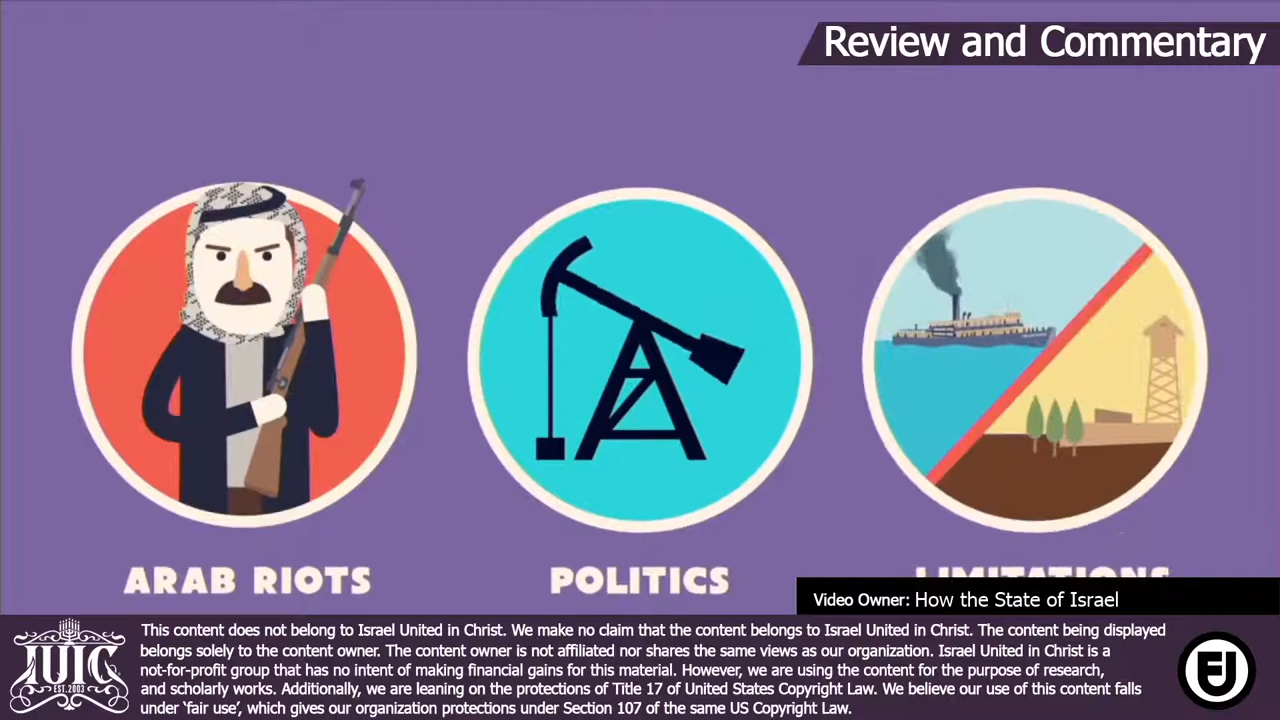 Review and Commentary
ARAB RIOTS
POLITICS
LIMITATIONS
Video Owner: How the State of Israel
IUIC
EST.2003
This content does not belong to Israel United in Christ. We make no claim that the content belongs to Israel United in Christ. The content being displayed
belongs solely to the content owner. The content owner is not affiliated nor shares the same views as our organization. Israel United in Christ is a
not-for-profit group that has no intent of making financial gains for this material. However, we are using the content for the purpose of research,
and scholarly works. Additionally, we are leaning on the protections of Title 17 of United States Copyright Law. We believe our use of this content falls
under ‘fair use’, which gives our organization protections under Section 107 of the same US Copyright Law.